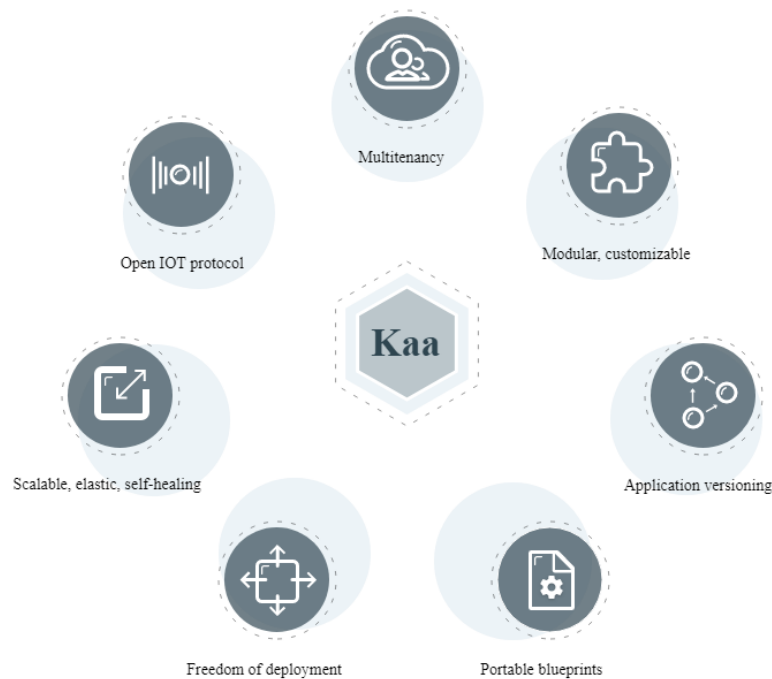 Multitenancy
Open IOT protocol
Modular, customizable
Kaa
Scalable, elastic, self-healing
Application versioning
Freedom of deployment
Portable blueprints